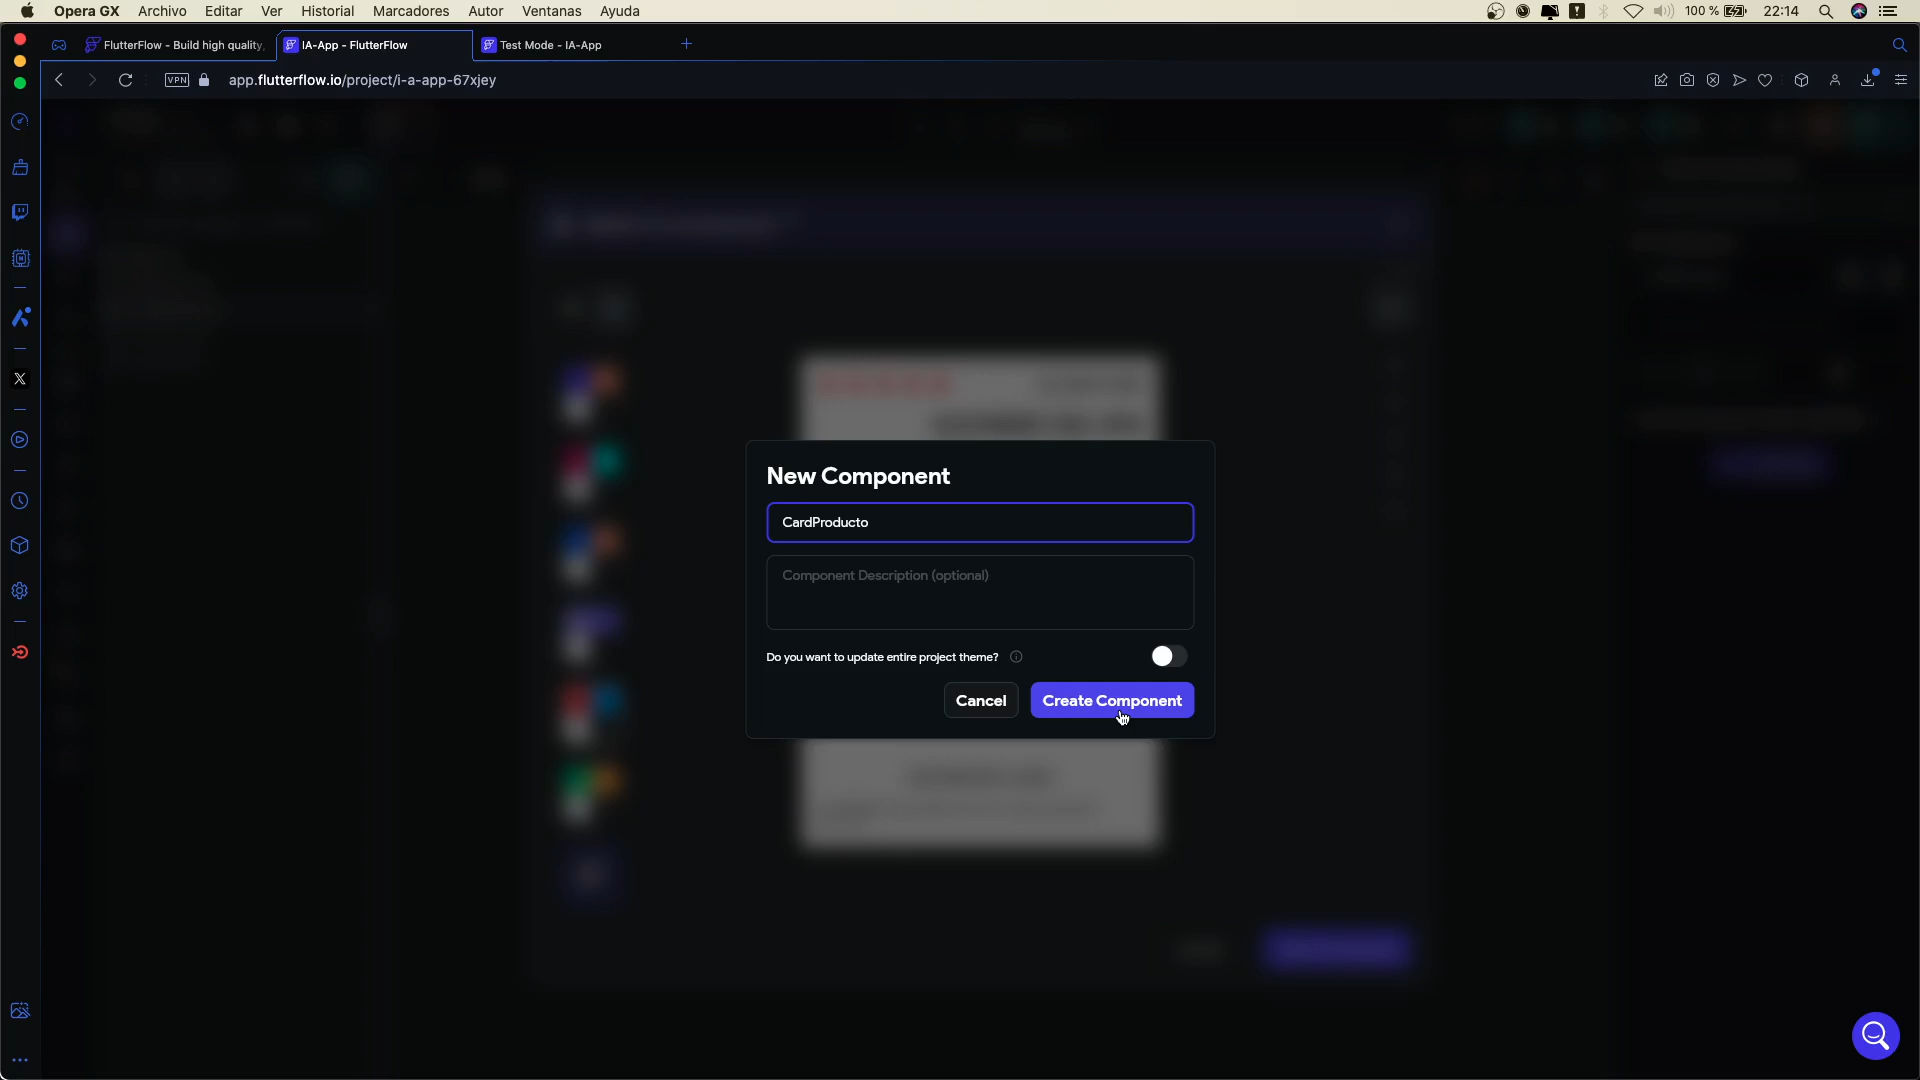 Opera GX Archivo Editar Ver Historial Marcadores Autor Ventanas Ayuda 100 % 22:14
FlutterFlow - Build high quality, IA-App - FlutterFlow Test Mode - IA-App
VPN app.flutterflow.io/project/i-a-app-67xjey
New Component
CardProducto
Component Description (optional)
Do you want to update entire project theme?
Cancel Create Component